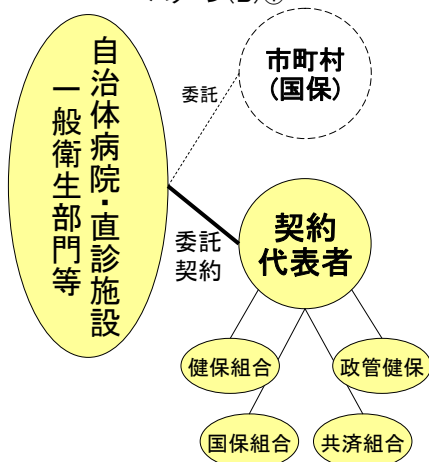 自治体病院・直診施設
一般衛生部門等
委託
市町村
(国保)
委託
契約
契約
代表者
健保組合
政管健保
国保組合
共済組合